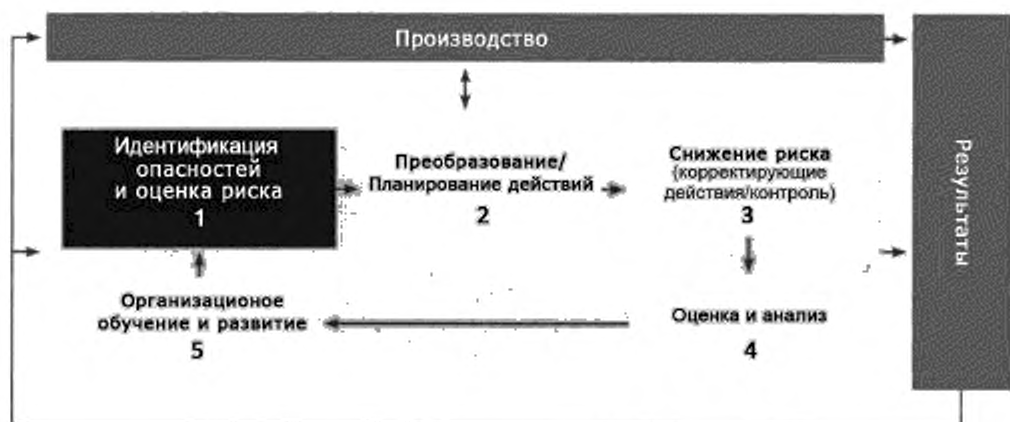 Производство
Идентификация
опасностей
и оценка риска
1
Преобразование/
Планирование действий
2
Снижение риска
(корректирующие
действия/контроль)
3
Результаты
Организационое
обучение и развитие
5
Оценка и анализ
4